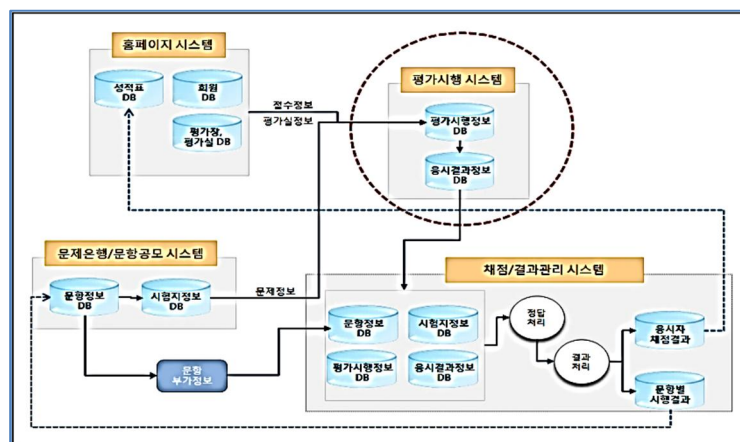 홈페이지 시스템
성적표
DB
회원
DB
평가장,
평가실 DB
접수정보
평가실정보
평가시행 시스템
평가시행정보
DB
응시결과정보
DB
문제은행/문항공모 시스템
문항정보
DB
시험지정보
DB
문제정보
문항
부가정보
채점/결과관리 시스템
문항정보
DB
시험지정보
DB
평가시행정보
DB
응시결과정보
DB
정답
처리
결과
처리
응시자
채점결과
문항별
시행결과